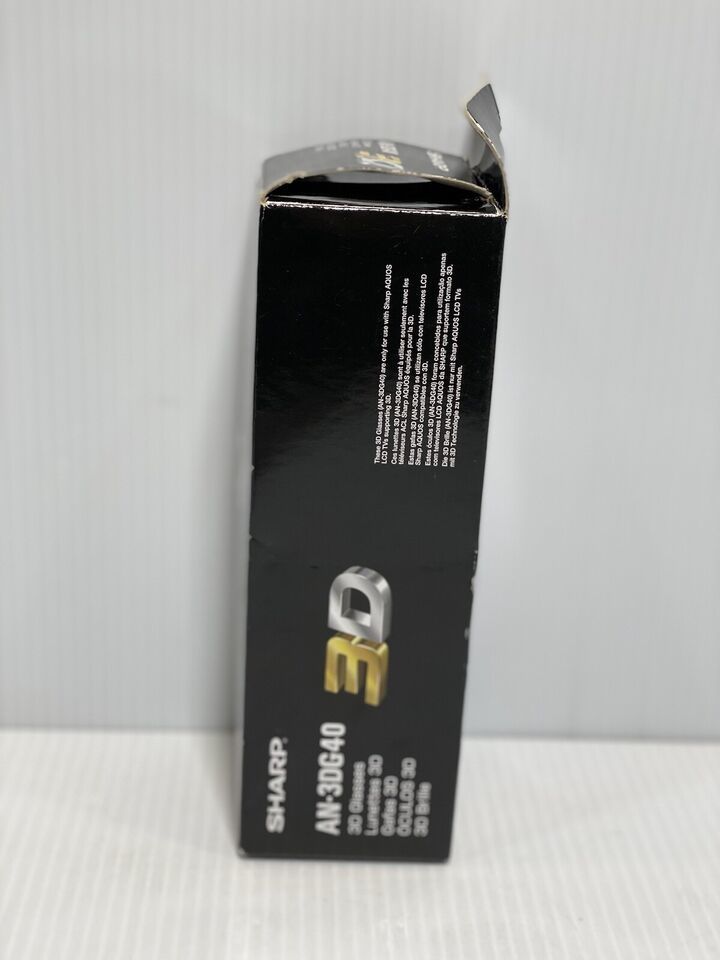 SHARP
AN-3DG40
3D Glasses
Lunettes 3D
Gafas 3D
OCULOS 3D
3D Brille
3D
These 3D Glasses (AN-3DG40) are only for use with Sharp AQUOS
LCD TVs supporting 3D.
Ces lunettes 3D (AN-3DG40) sont à utiliser seulement avec les
téléviseurs ACL Sharp AQUOS équipés pour la 3D.
Estas gafas 3D (AN-3DG40) se utilizan sólo con televisores LCD
Sharp AQUOS compatibles con 3D.
Estes óculos 3D (AN-3DG40) foram concebidos para utilização apenas
com televisores LCD AQUOS da SHARP que suportem formato 3D.
Die 3D Brille (AN-3DG40) ist nur mit Sharp AQUOS LCD TVs
mit 3D Technologie zu verwenden.